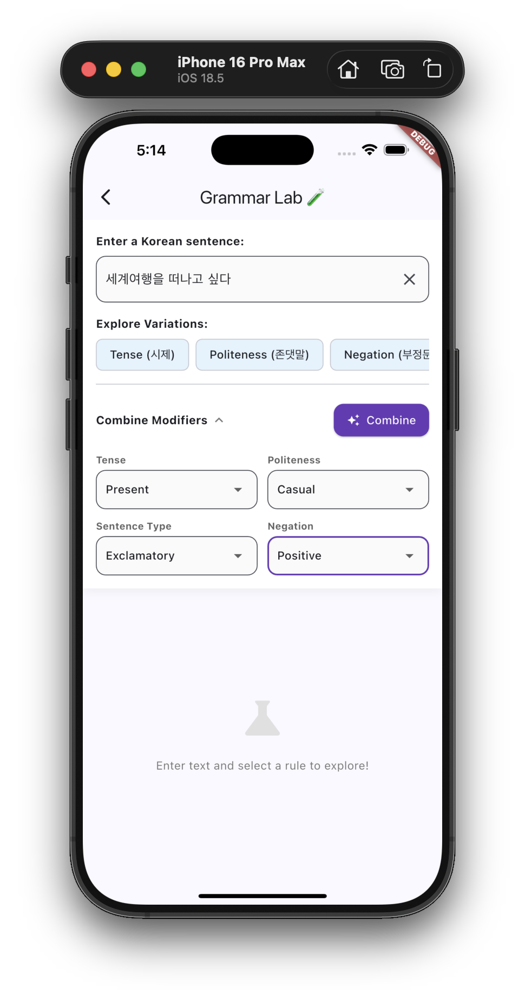 iPhone 16 Pro Max
iOS 18.5
5:14
DEBUG
Grammar Lab
Enter a Korean sentence:
세계여행을 떠나고 싶다
Explore Variations:
Tense (시제)
Politeness (존댓말)
Negation (부정문
Combine Modifiers
Combine
Tense
Politeness
Present
Casual
Sentence Type
Negation
Exclamatory
Positive
Enter text and select a rule to explore!